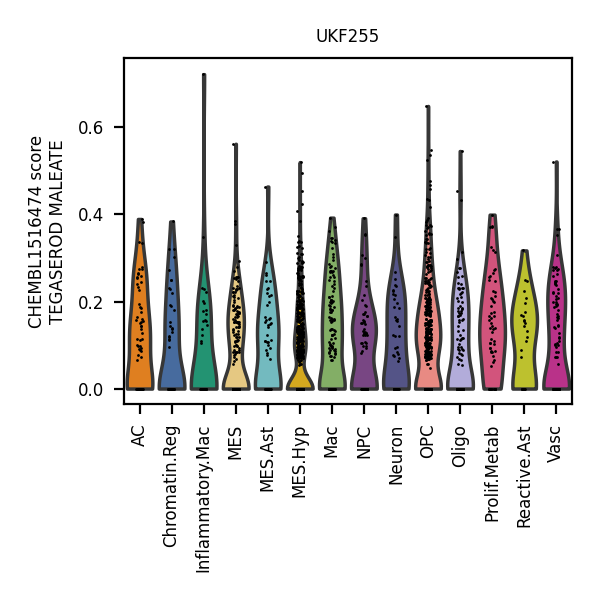 UKF255
CHEMBL1516474 score
TEGASEROD MALEATE
0.6
0.4
0.2
0.0
AC
Chromatin.Reg
Inflammatory.Mac
MES
MES.Ast
MES.Hyp
Mac
NPC
Neuron
OPC
Oligo
Prolif.Metab
Reactive.Ast
Vasc